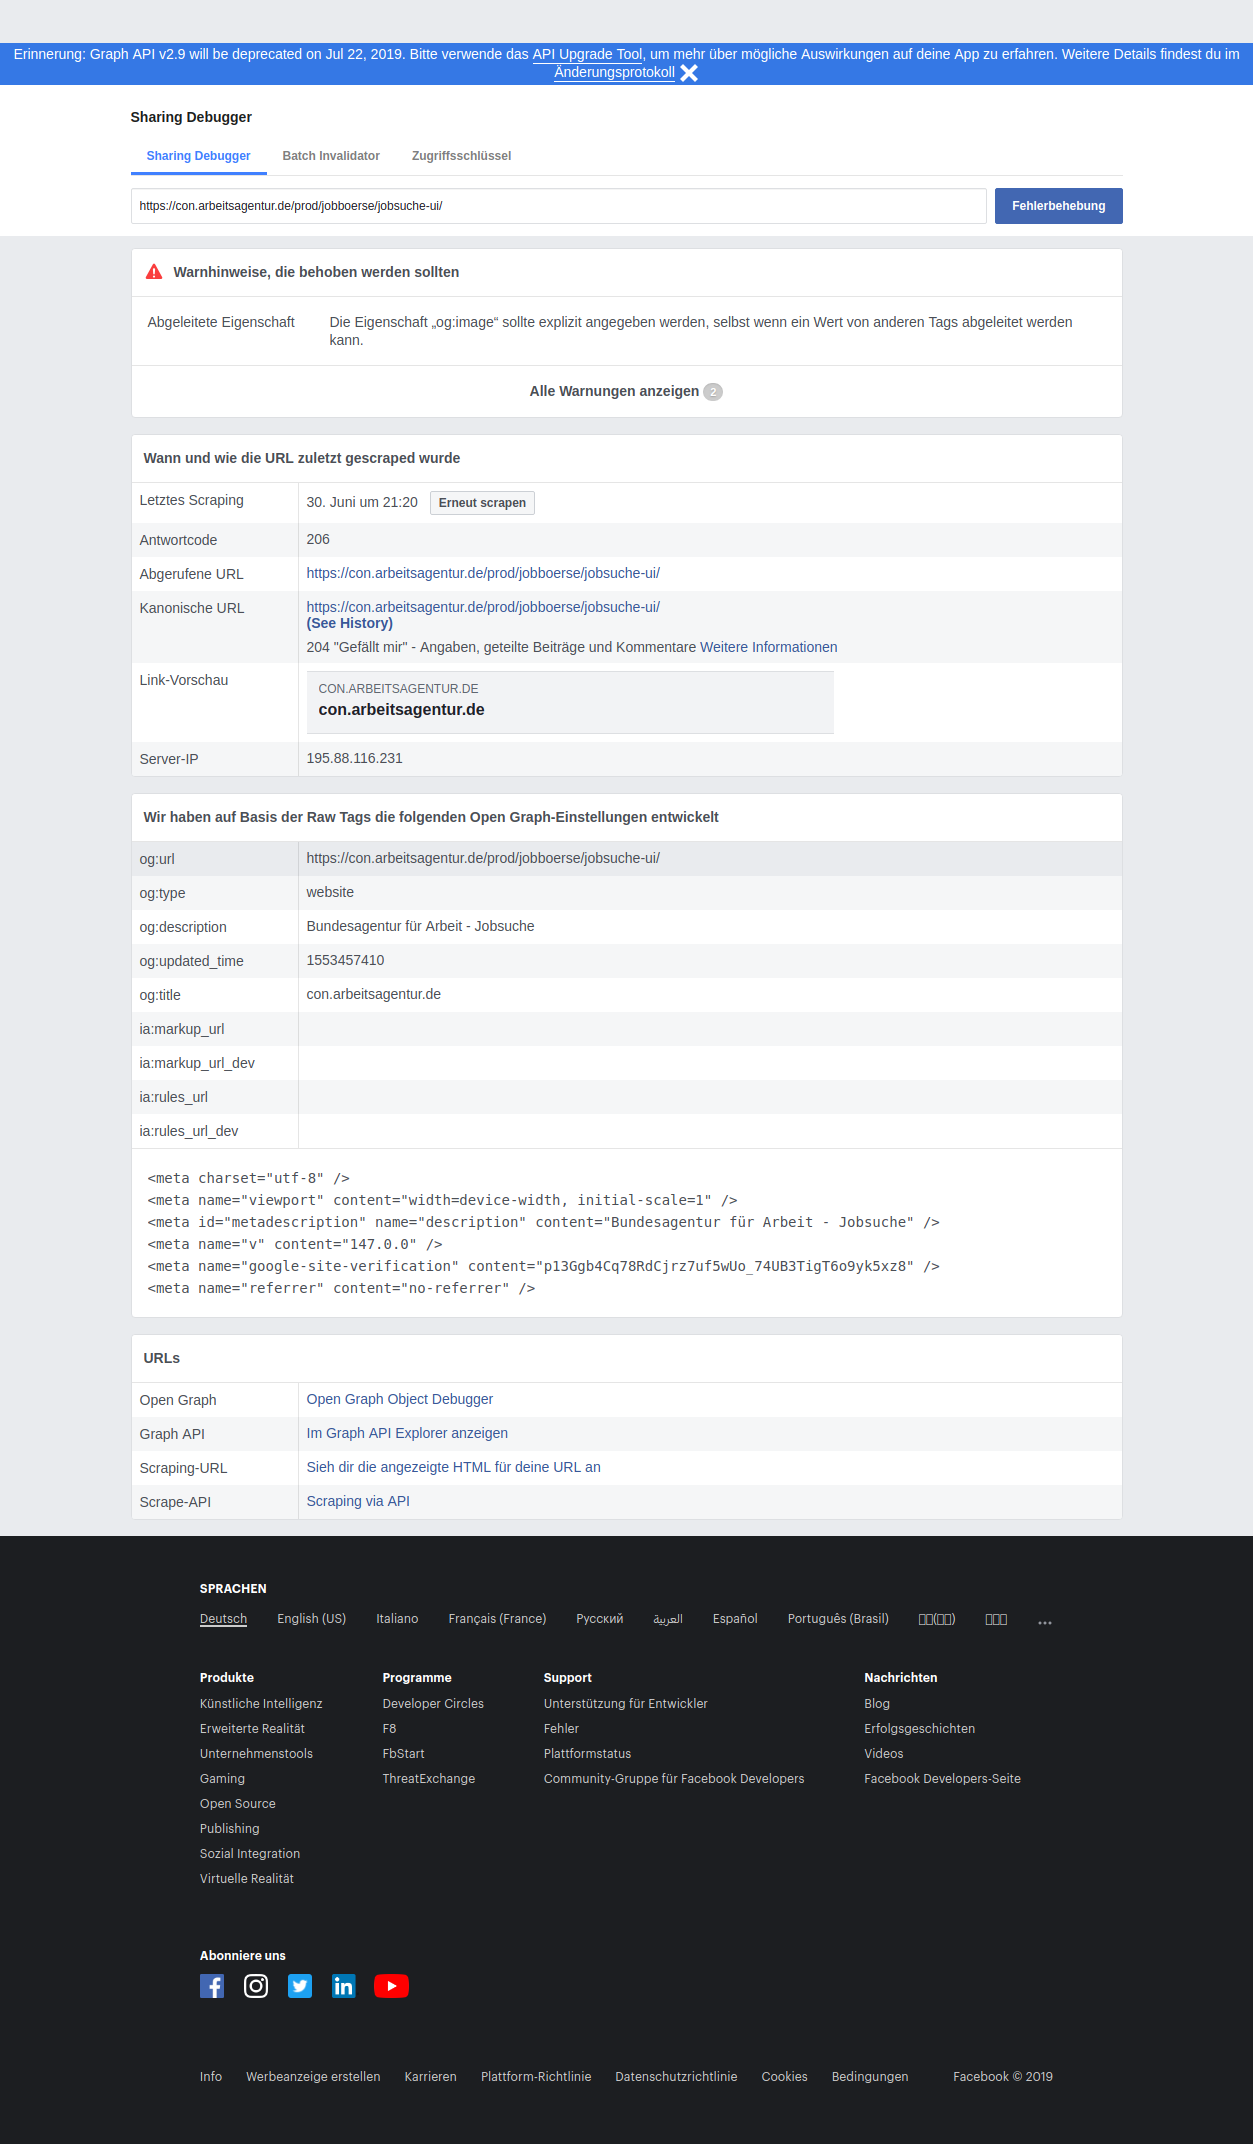 Erinnerung: Graph API v2.9 will be deprecated on Jul 22, 2019. Bitte verwende das API Upgrade Tool, um mehr über mögliche Auswirkungen auf deine App zu erfahren. Weitere Details findest du im
Änderungsprotokoll
Sharing Debugger
Sharing Debugger Batch Invalidator Zugriffsschlüssel
https://con.arbeitsagentur.de/prod/jobboerse/jobsuche-ui/ Fehlerbehebung
Warnhinweise, die behoben werden sollten
Abgeleitete Eigenschaft Die Eigenschaft „og:image“ sollte explizit angegeben werden, selbst wenn ein Wert von anderen Tags abgeleitet werden
kann.
Alle Warnungen anzeigen 2
Wann und wie die URL zuletzt gescraped wurde
Letztes Scraping 30. Juni um 21:20 Erneut scrapen
Antwortcode 206
Abgerufene URL https://con.arbeitsagentur.de/prod/jobboerse/jobsuche-ui/
Kanonische URL https://con.arbeitsagentur.de/prod/jobboerse/jobsuche-ui/
(See History)
204 "Gefällt mir" - Angaben, geteilte Beiträge und Kommentare Weitere Informationen
Link-Vorschau CON.ARBEITSAGENTUR.DE
con.arbeitsagentur.de
Server-IP 195.88.116.231
Wir haben auf Basis der Raw Tags die folgenden Open Graph-Einstellungen entwickelt
og:url https://con.arbeitsagentur.de/prod/jobboerse/jobsuche-ui/
og:type website
og:description Bundesagentur für Arbeit - Jobsuche
og:updated_time 1553457410
og:title con.arbeitsagentur.de
ia:markup_url
ia:markup_url_dev
ia:rules_url
ia:rules_url_dev
<meta charset="utf-8" />
<meta name="viewport" content="width=device-width, initial-scale=1" />
<meta id="metadescription" name="description" content="Bundesagentur für Arbeit - Jobsuche" />
<meta name="v" content="147.0.0" />
<meta name="google-site-verification" content="p13Ggb4Cq78RdCjrz7uf5wUo_74UB3TigT6o9yk5xz8" />
<meta name="referrer" content="no-referrer" />
URLs
Open Graph Open Graph Object Debugger
Graph API Im Graph API Explorer anzeigen
Scraping-URL Sieh dir die angezeigte HTML für deine URL an
Scrape-API Scraping via API
SPRACHEN
Deutsch English (US) Italiano Français (France) Русский العربية Español Português (Brasil) ...
Produkte Programme Support Nachrichten
Künstliche Intelligenz Developer Circles Unterstützung für Entwickler Blog
Erweiterte Realität F8 Fehler Erfolgsgeschichten
Unternehmenstools FbStart Plattformstatus Videos
Gaming ThreatExchange Community-Gruppe für Facebook Developers Facebook Developers-Seite
Open Source
Publishing
Sozial Integration
Virtuelle Realität
Abonniere uns
Info Werbeanzeige erstellen Karrieren Plattform-Richtlinie Datenschutzrichtlinie Cookies Bedingungen Facebook © 2019